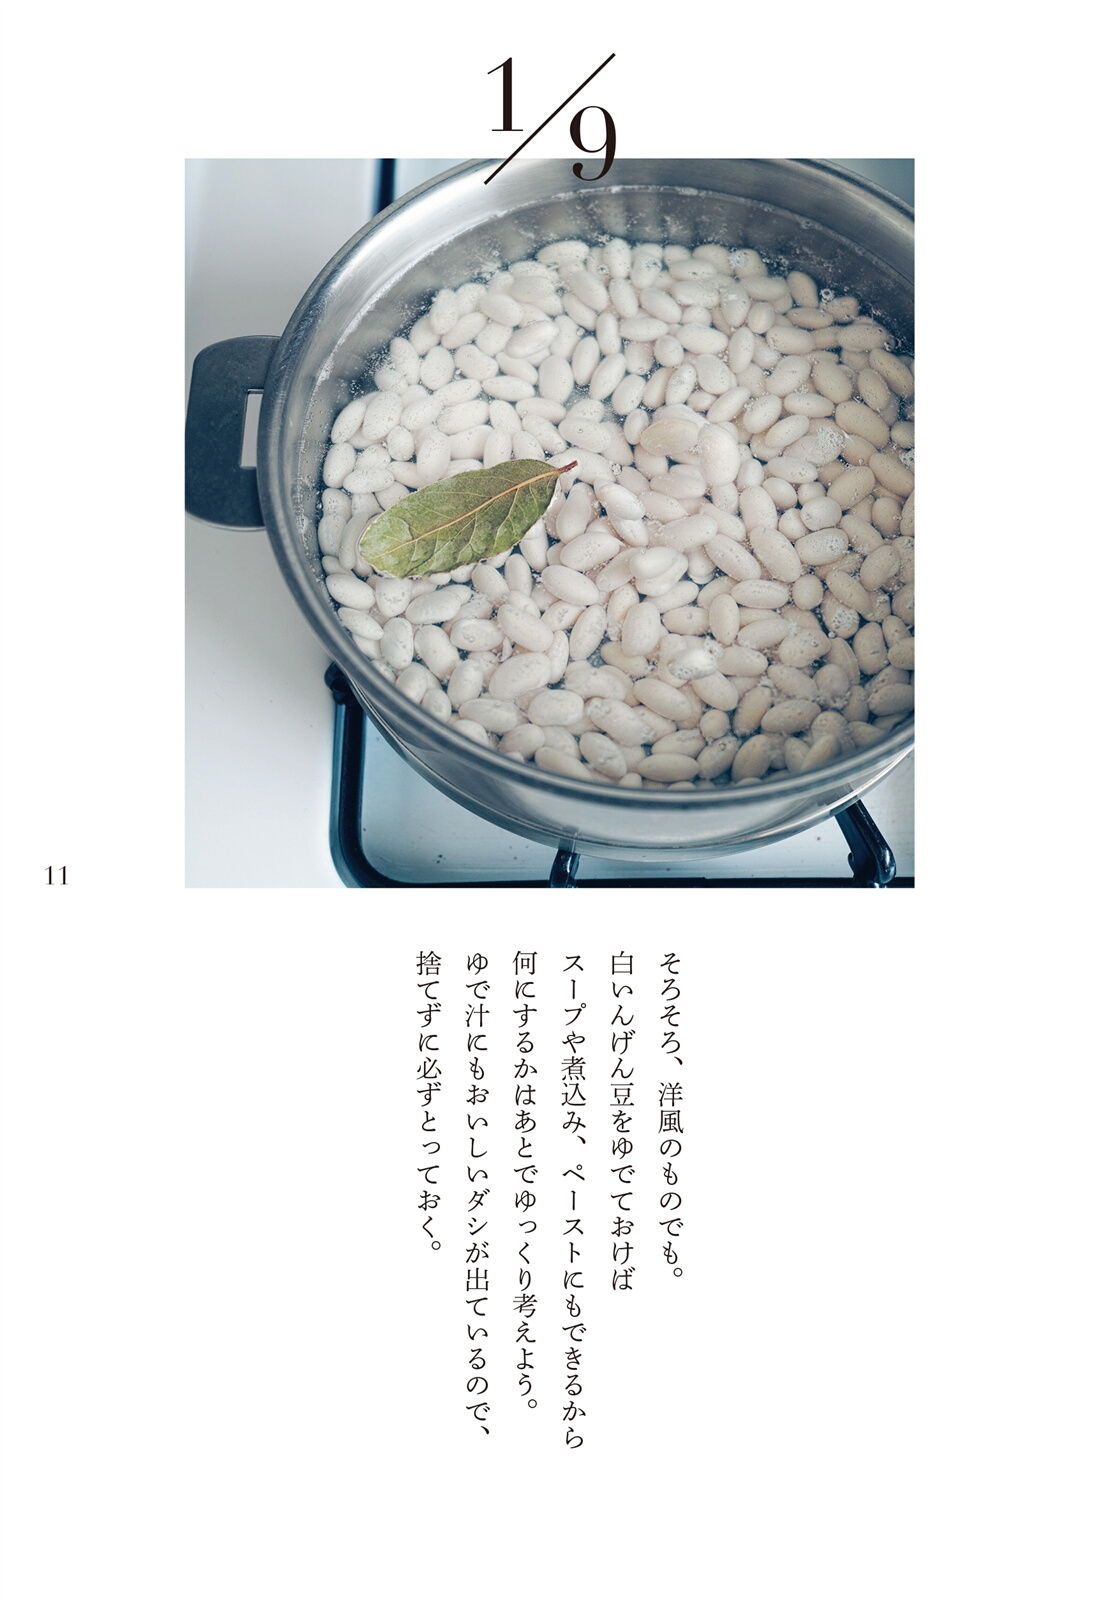 1/9
そろそろ、洋風のものでも。
白いんげん豆をゆでておけば
スープや煮込み、ペーストにもできるから
何にするかはあとでゆっくり考えよう。
ゆで汁にもおいしいダシが出ているので、
捨てずに必ずとっておく。
11